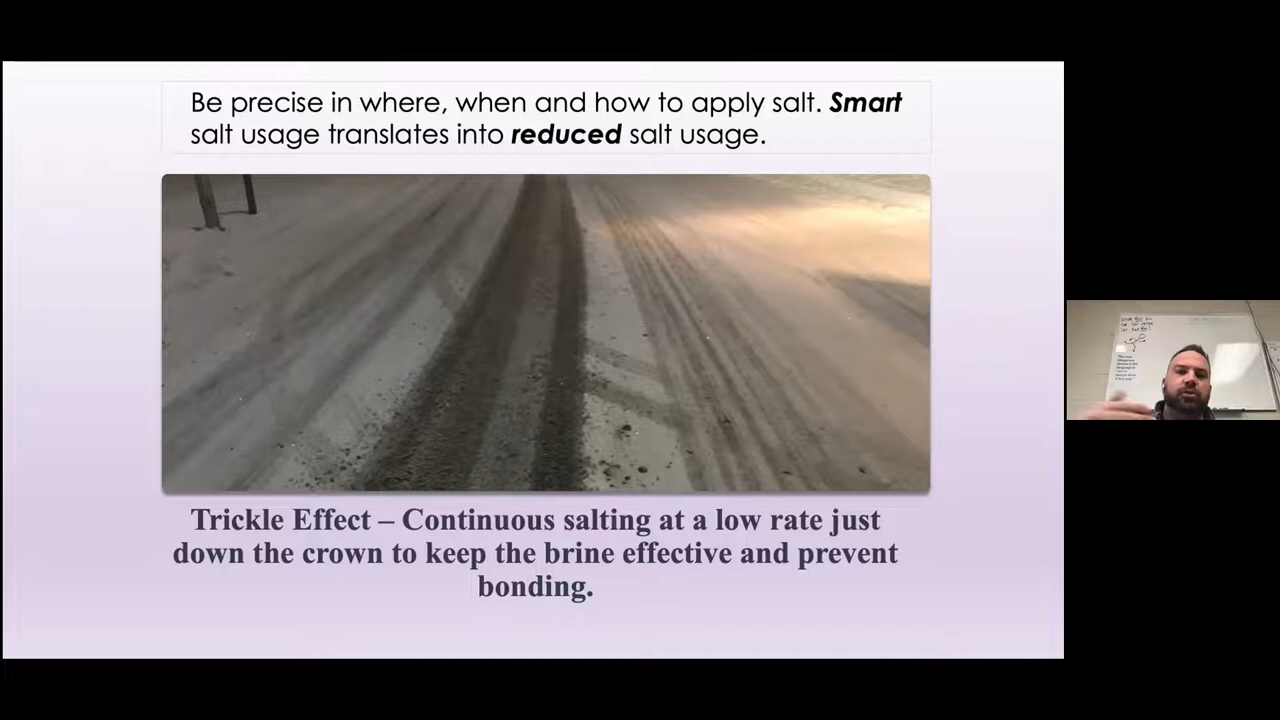 Be precise in where, when and how to apply salt. Smart
salt usage translates into reduced salt usage.
Trickle Effect – Continuous salting at a low rate just
down the crown to keep the brine effective and prevent
bonding.